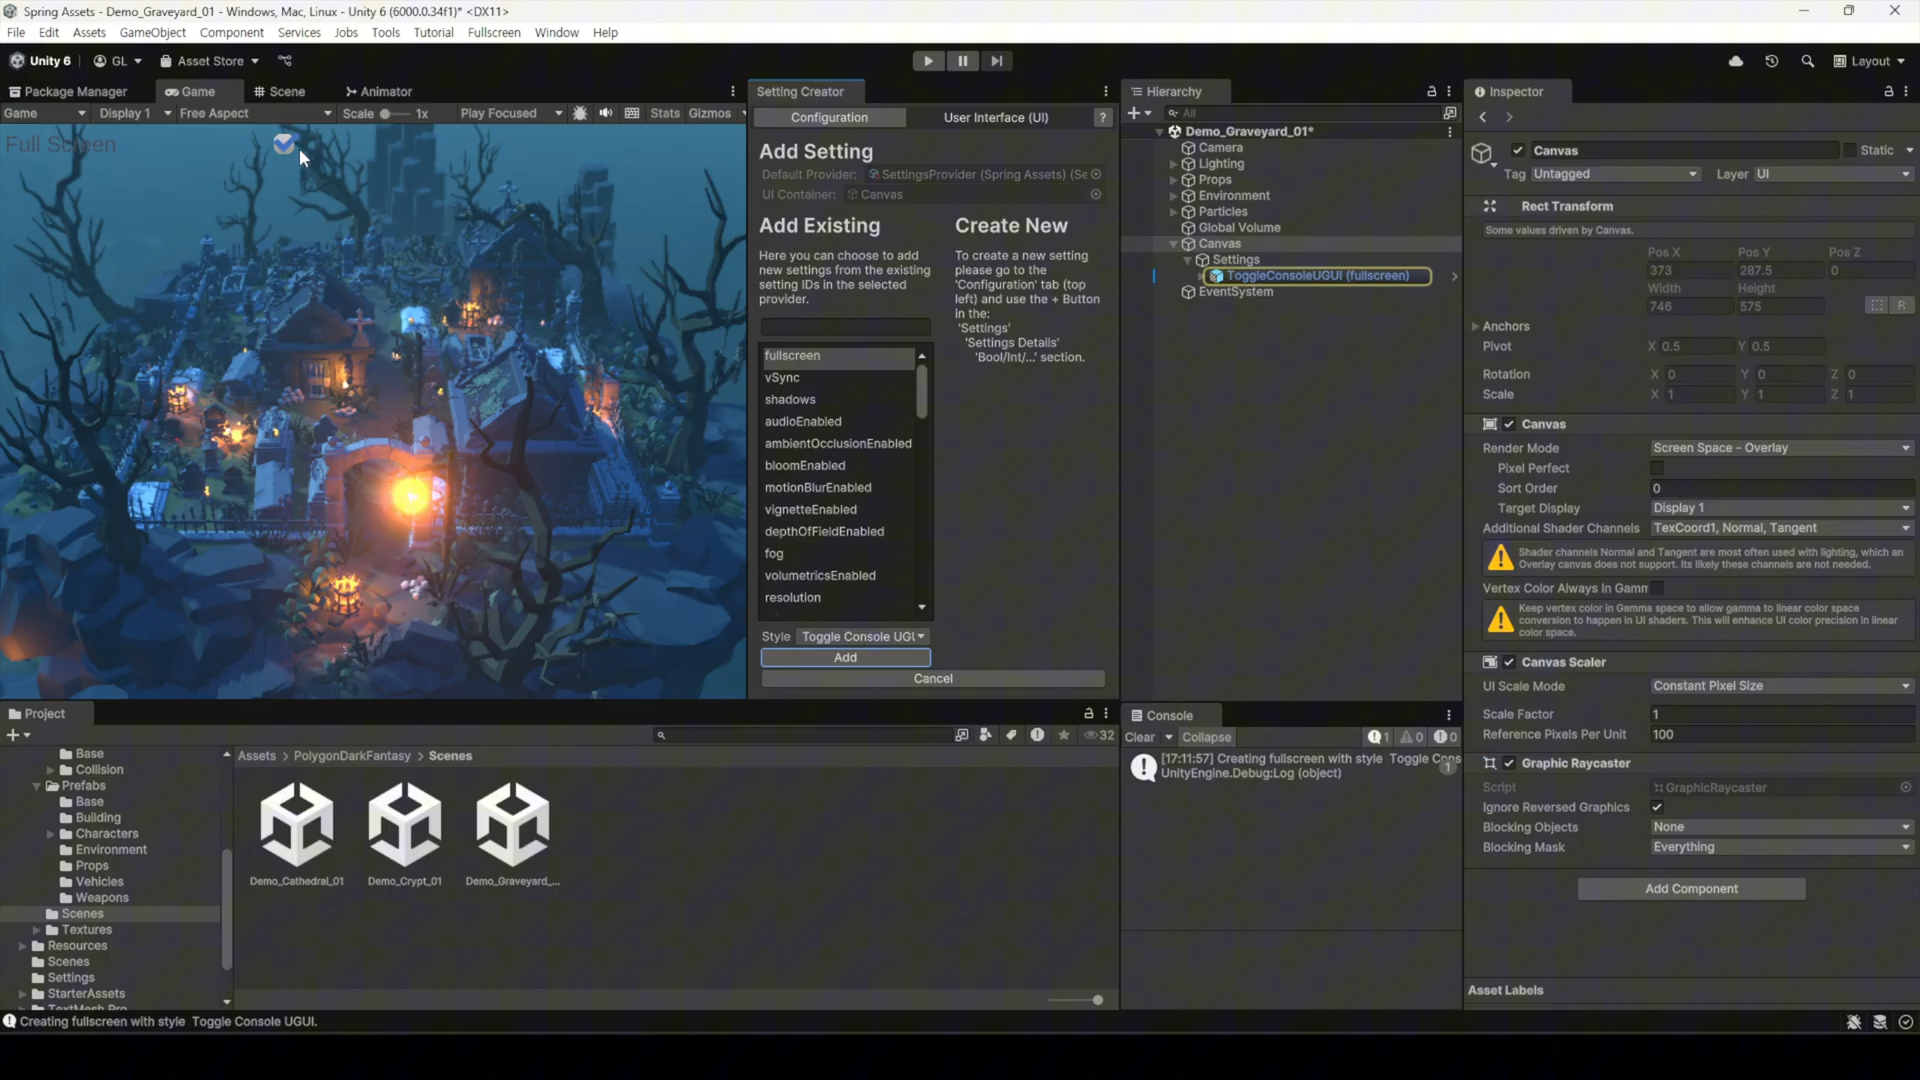 Spring Assets - Demo_Graveyard_01 - Windows, Mac, Linux - Unity 6 (6000.0.34f1)* <DX11>
File Edit Assets GameObject Component Services Jobs Tools Tutorial Fullscreen Window Help
Unity 6 GL Asset Store Layout
Package Manager Game Scene Animator
Game Display 1 Free Aspect Scale 1x Play Focused Stats Gizmos
Full Screen
Setting Creator
Configuration User Interface (UI) ?
Add Setting
Default Provider: SettingsProvider (Spring Assets) (Se
UI Container: Canvas
Add Existing
Here you can choose to add
new settings from the existing
setting IDs in the selected
provider.
Create New
To create a new setting
please go to the
'Configuration' tab (top
left) and use the + Button
in the:
'Settings'
'Settings Details'
'Bool/Int/...' section.
fullscreen
vSync
shadows
audioEnabled
ambientOcclusionEnabled
bloomEnabled
motionBlurEnabled
vignetteEnabled
depthOfFieldEnabled
fog
volumetricsEnabled
resolution
Style Toggle Console UGU
Add
Cancel
Hierarchy
All
Demo_Graveyard_01*
Camera
Lighting
Props
Environment
Particles
Global Volume
Canvas
Settings
ToggleConsoleUGUI (fullscreen)
EventSystem
Inspector
Canvas Static
Tag Untagged Layer UI
Rect Transform
Some values driven by Canvas.
Pos X Pos Y Pos Z
373 287.5 0
Width Height
746 575 R
Anchors
Pivot X 0.5 Y 0.5
Rotation X 0 Y 0 Z 0
Scale X 1 Y 1 Z 1
Canvas
Render Mode Screen Space - Overlay
Pixel Perfect
Sort Order 0
Target Display Display 1
Additional Shader Channels TexCoord1, Normal, Tangent
Shader channels Normal and Tangent are most often used with lighting, which an
Overlay canvas does not support. Its likely these channels are not needed.
Vertex Color Always In Gamm
Keep vertex color in Gamma space to allow gamma to linear color space
conversion to happen in UI shaders. This will enhance UI color precision in linear
color space.
Canvas Scaler
UI Scale Mode Constant Pixel Size
Scale Factor 1
Reference Pixels Per Unit 100
Graphic Raycaster
Script GraphicRaycaster
Ignore Reversed Graphics
Blocking Objects None
Blocking Mask Everything
Add Component
Asset Labels
Project
32
Base
Collision
Prefabs
Base
Building
Characters
Environment
Props
Vehicles
Weapons
Scenes
Textures
Resources
Scenes
Settings
StarterAssets
TextMesh Pro
Assets > PolygonDarkFantasy > Scenes
Demo_Cathedral_01 Demo_Crypt_01 Demo_Graveyard_...
Console
Clear Collapse 1 0 0
[17:11:57] Creating fullscreen with style Toggle Cons
UnityEngine.Debug:Log (object) 1
Creating fullscreen with style Toggle Console UGUI.